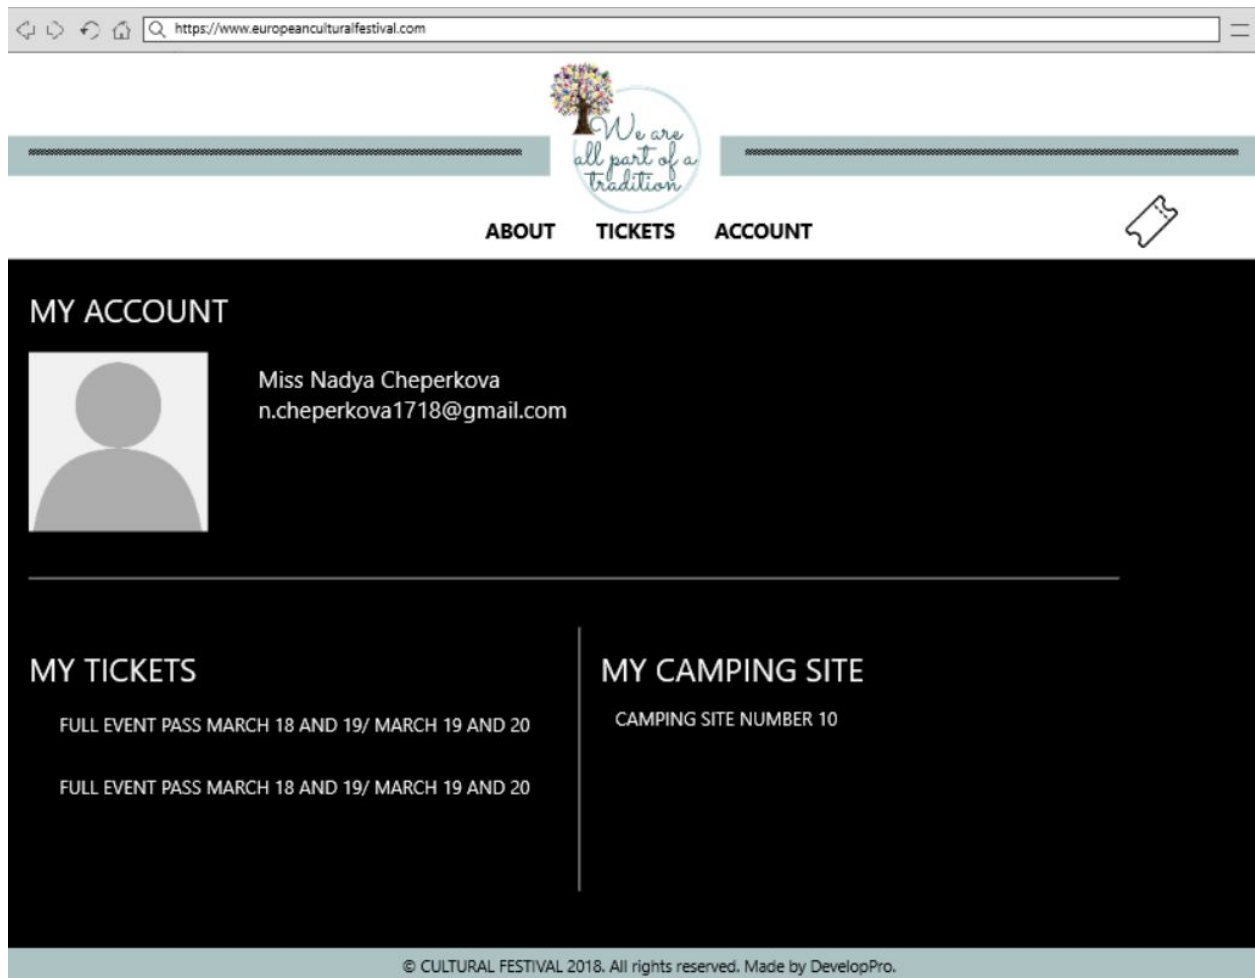 https://www.europeanculturalfestival.com
We are
all part of a
tradition
ABOUT TICKETS ACCOUNT
MY ACCOUNT
Miss Nadya Cheperkova
n.cheperkova1718@gmail.com
MY TICKETS
FULL EVENT PASS MARCH 18 AND 19/ MARCH 19 AND 20
FULL EVENT PASS MARCH 18 AND 19/ MARCH 19 AND 20
MY CAMPING SITE
CAMPING SITE NUMBER 10
© CULTURAL FESTIVAL 2018. All rights reserved. Made by DevelopPro.